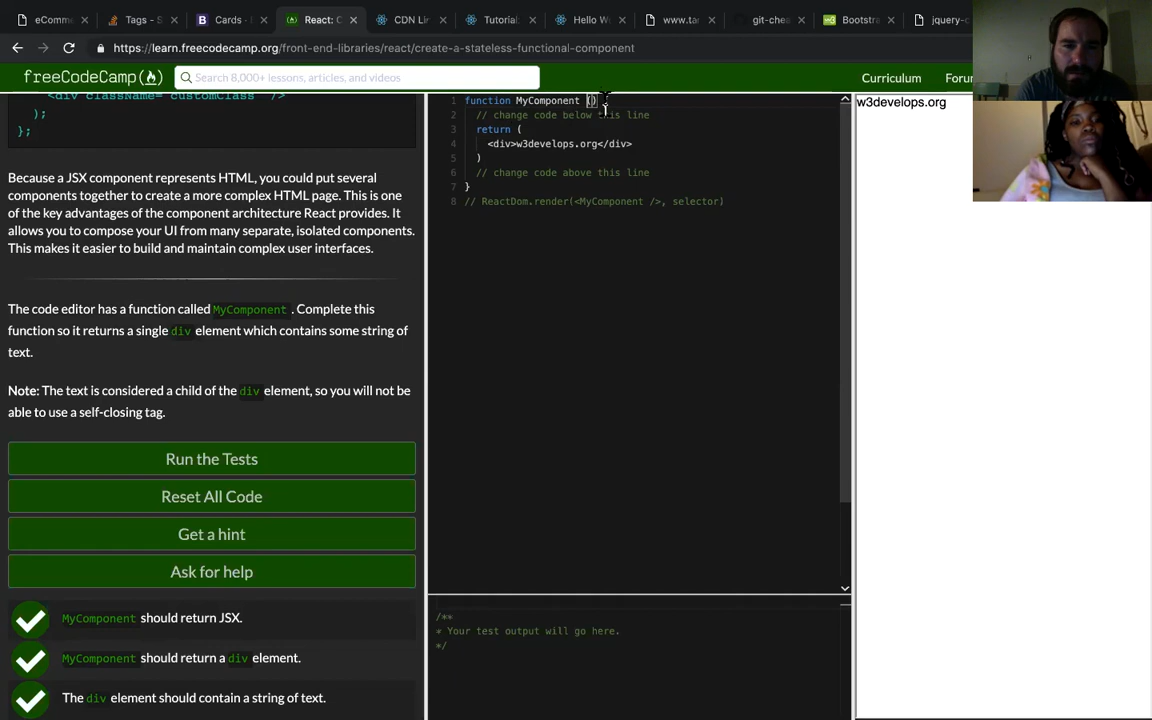 eComme
Tags - S
Cards -
React: C
CDN Lin
Tutorial
Hello W
www.tar
git-chea
Bootstra
jquery-c
https://learn.freecodecamp.org/front-end-libraries/react/create-a-stateless-functional-component
freeCodeCamp
Search 8,000+ lessons, articles, and videos
Curriculum
Forum
<div className="customClass" />
);
};
Because a JSX component represents HTML, you could put several
components together to create a more complex HTML page. This is one
of the key advantages of the component architecture React provides. It
allows you to compose your UI from many separate, isolated components.
This makes it easier to build and maintain complex user interfaces.
The code editor has a function called MyComponent . Complete this
function so it returns a single div element which contains some string of
text.
Note: The text is considered a child of the div element, so you will not be
able to use a self-closing tag.
Run the Tests
Reset All Code
Get a hint
Ask for help
MyComponent should return JSX.
MyComponent should return a div element.
The div element should contain a string of text.
1 function MyComponent ()
2 // change code below this line
3 return (
4 <div>w3develops.org</div>
5 )
6 // change code above this line
7 }
8 // ReactDom.render(<MyComponent />, selector)
/**
* Your test output will go here.
*/
w3develops.org